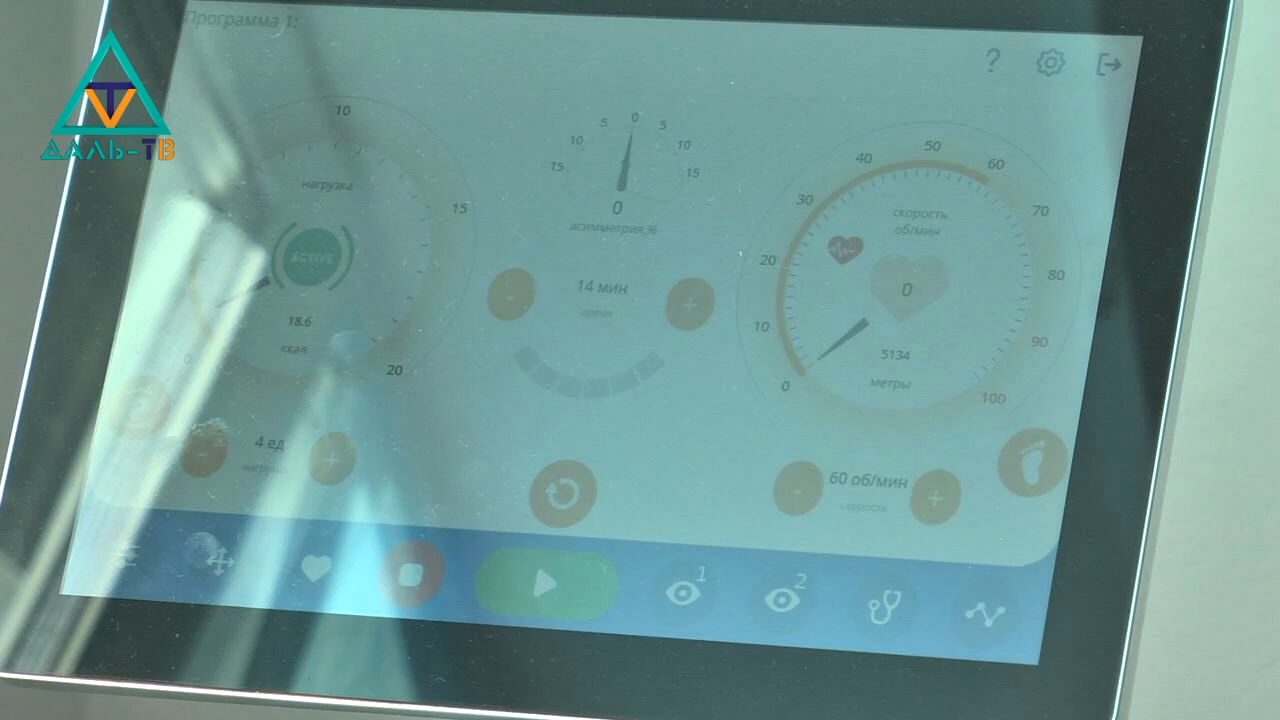 Программа 1:
?
TV
ДАЛЬ-ТВ
10
15
20
0
нагрузка
ACTIVE
18.6
ккал
4 ед
-
+
15 10 5 0 5 10 15
0
асимметрия,%
- 14 мин +
время
0 10 20 30 40 50 60 70 80 90 100
скорость
об/мин
0
5134
метры
- 60 об/мин +
скорость
1
2